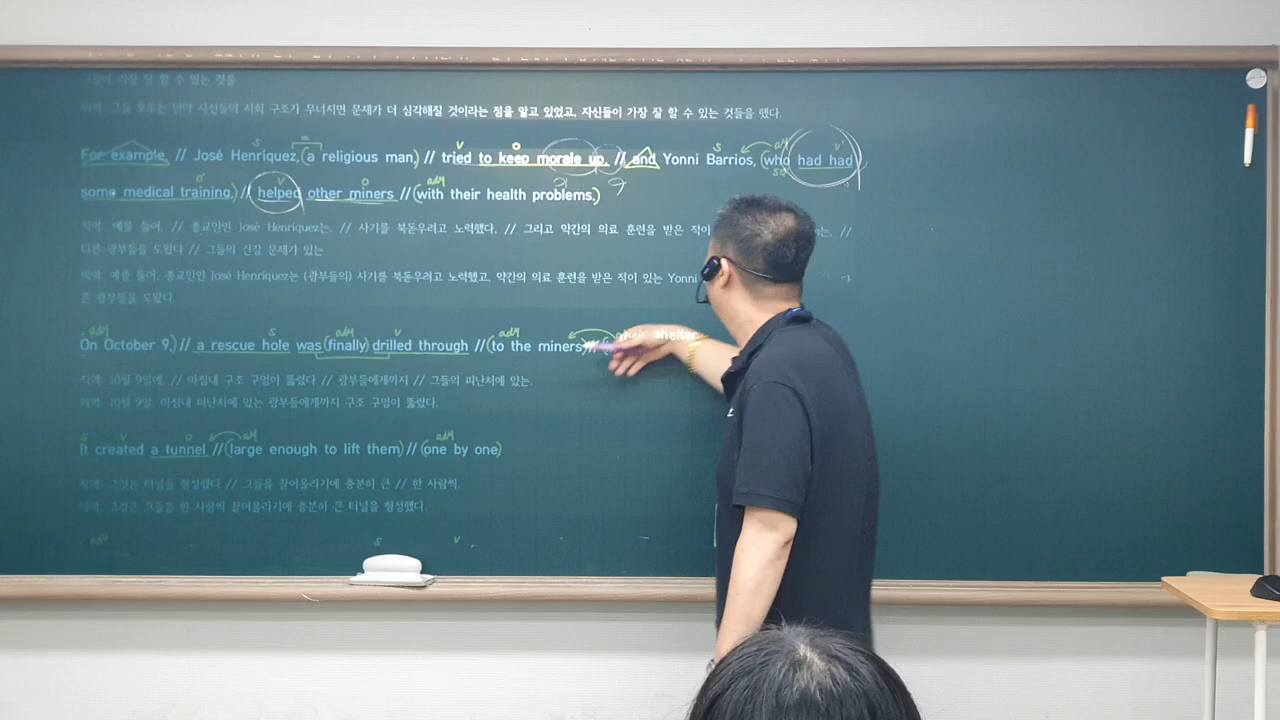 그들이 가장 잘 할 수 있는 것을
직역: 그들 모두는 만약 자신들의 사회 구조가 무너지면 문제가 더 심각해질 것이라는 점을 알고 있었고, 자신들이 가장 잘 할 수 있는 것들을 했다.
s m v o s v'
For example, // José Henríquez, (a religious man) // tried to keep morale up, // and Yonni Barrios, (who had had
o' v o adj
some medical training,) // helped other miners // (with their health problems.)
직역: 예를 들어, // 종교인인 José Henríquez는, // 사기를 북돋우려고 노력했다, // 그리고 약간의 의료 훈련을 받은 적이 //
다른 광부들을 도왔다 // 그들의 건강 문제가 있는
의역: 예를 들어, 종교인인 José Henríquez는 (광부들의) 사기를 북돋우려고 노력했고, 약간의 의료 훈련을 받은 적이 있는 Yonni
른 광부들을 도왔다.
s v
On October 9,) // a rescue hole was (finally) drilled through // (to the miners) // their shelter
직역: 10월 9일에, // 마침내 구조 구멍이 뚫렸다 // 광부들에게까지 // 그들의 피난처에 있는.
의역: 10월 9일, 마침내 피난처에 있는 광부들에게까지 구조 구멍이 뚫렸다.
s v o
It created a tunnel // (large enough to lift them) // (one by one)
직역: 그것은 터널을 형성했다 // 그들을 끌어올리기에 충분히 큰 // 한 사람씩.
의역: 그것은 그들을 한 사람씩 끌어올리기에 충분히 큰 터널을 형성했다.
s v